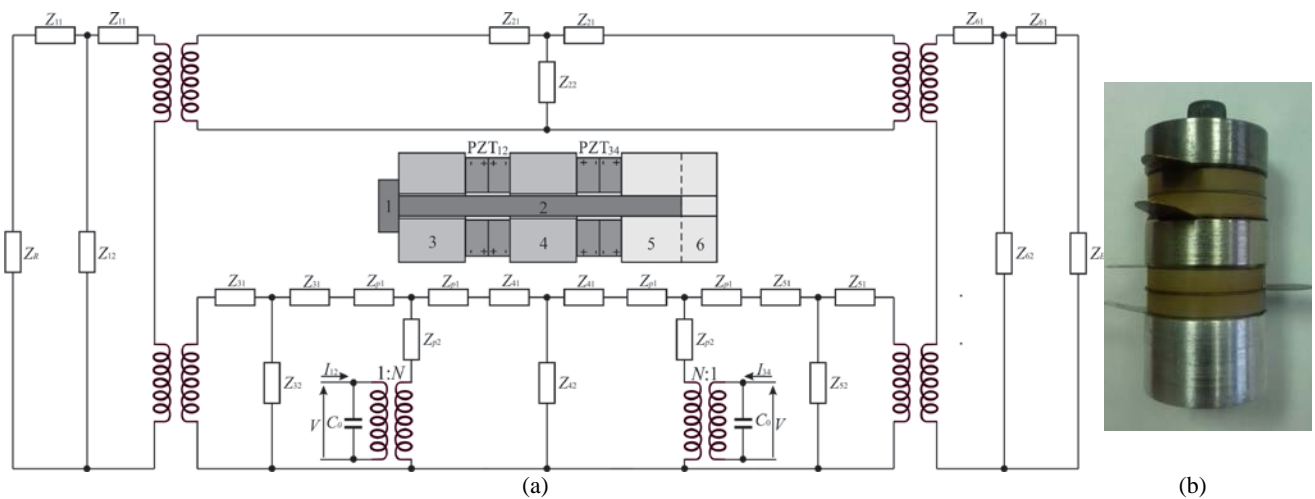 Z11 Z11 Z21 Z21 Z61 Z61
Z22
PZT12 PZT34
1 2
3 4 5 6
ZR Z12 Z62
Z31 Z31 Zp1 Zp1 Z41 Z41 Zp1 Zp1 Z51 Z51
Zp2 Zp2
Z32 I12 1:N Z42 N:1 I34 Z52
V C0 C0 V
(a) (b)